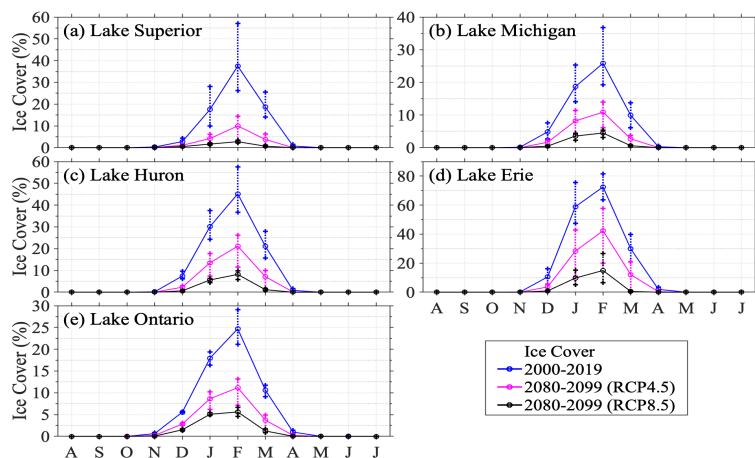 (a) Lake Superior
Ice Cover (%)
60
50
40
30
20
10
0
(b) Lake Michigan
40
30
20
10
0
(c) Lake Huron
Ice Cover (%)
60
50
40
30
20
10
0
(d) Lake Erie
80
60
40
20
0
A S O N D J F M A M J J
(e) Lake Ontario
Ice Cover (%)
30
25
20
15
10
5
0
A S O N D J F M A M J J
Ice Cover
2000-2019
2080-2099 (RCP4.5)
2080-2099 (RCP8.5)